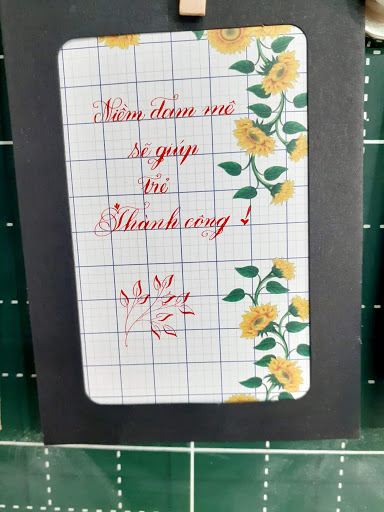 Niềm đam mê
sẽ giúp
trẻ
Thành công !